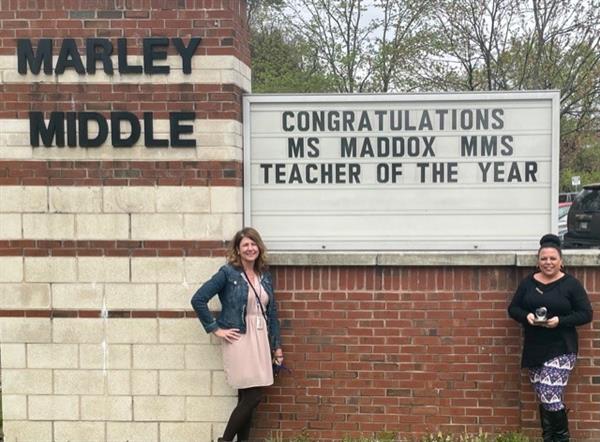 MARLEY
MIDDLE
CONGRATULATIONS
MS MADDOX MMS
TEACHER OF THE YEAR